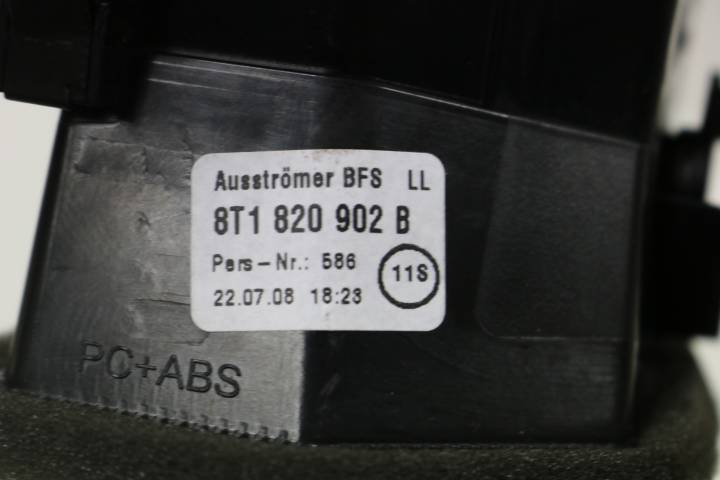 Ausströmer BFS LL
8T1 820 902 B
Pers-Nr.: 586
11S
22.07.08 18:23
PC+ABS